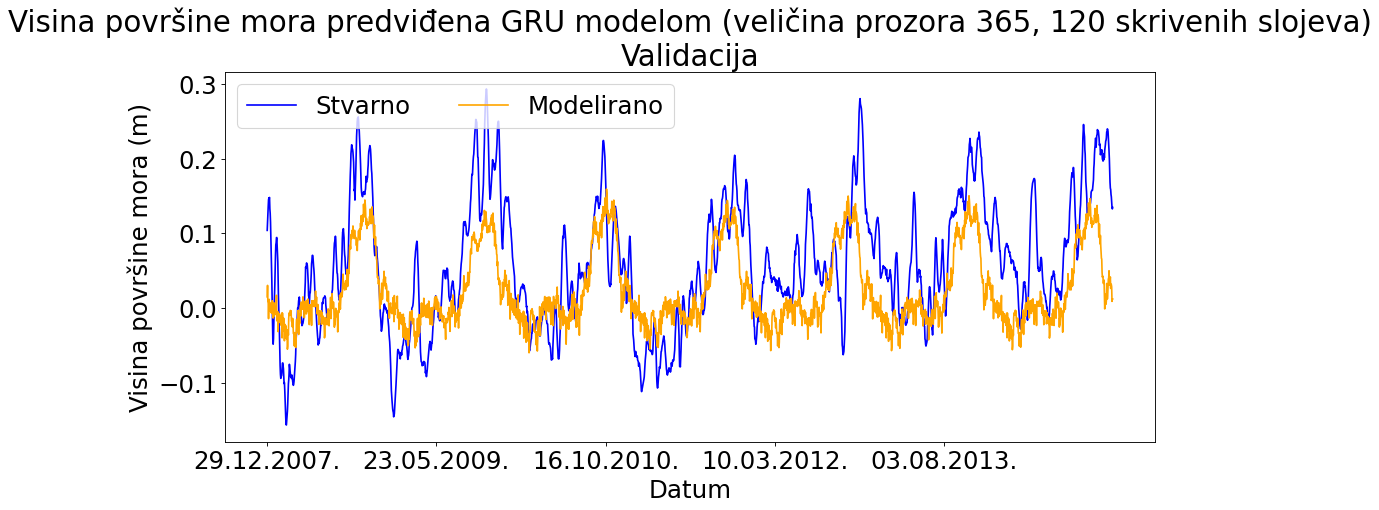 Visina površine mora predviđena GRU modelom (veličina prozora 365, 120 skrivenih slojeva)
Validacija
Stvarno Modelirano
Visina površine mora (m)
0.3
0.2
0.1
0.0
−0.1
29.12.2007. 23.05.2009. 16.10.2010. 10.03.2012. 03.08.2013.
Datum